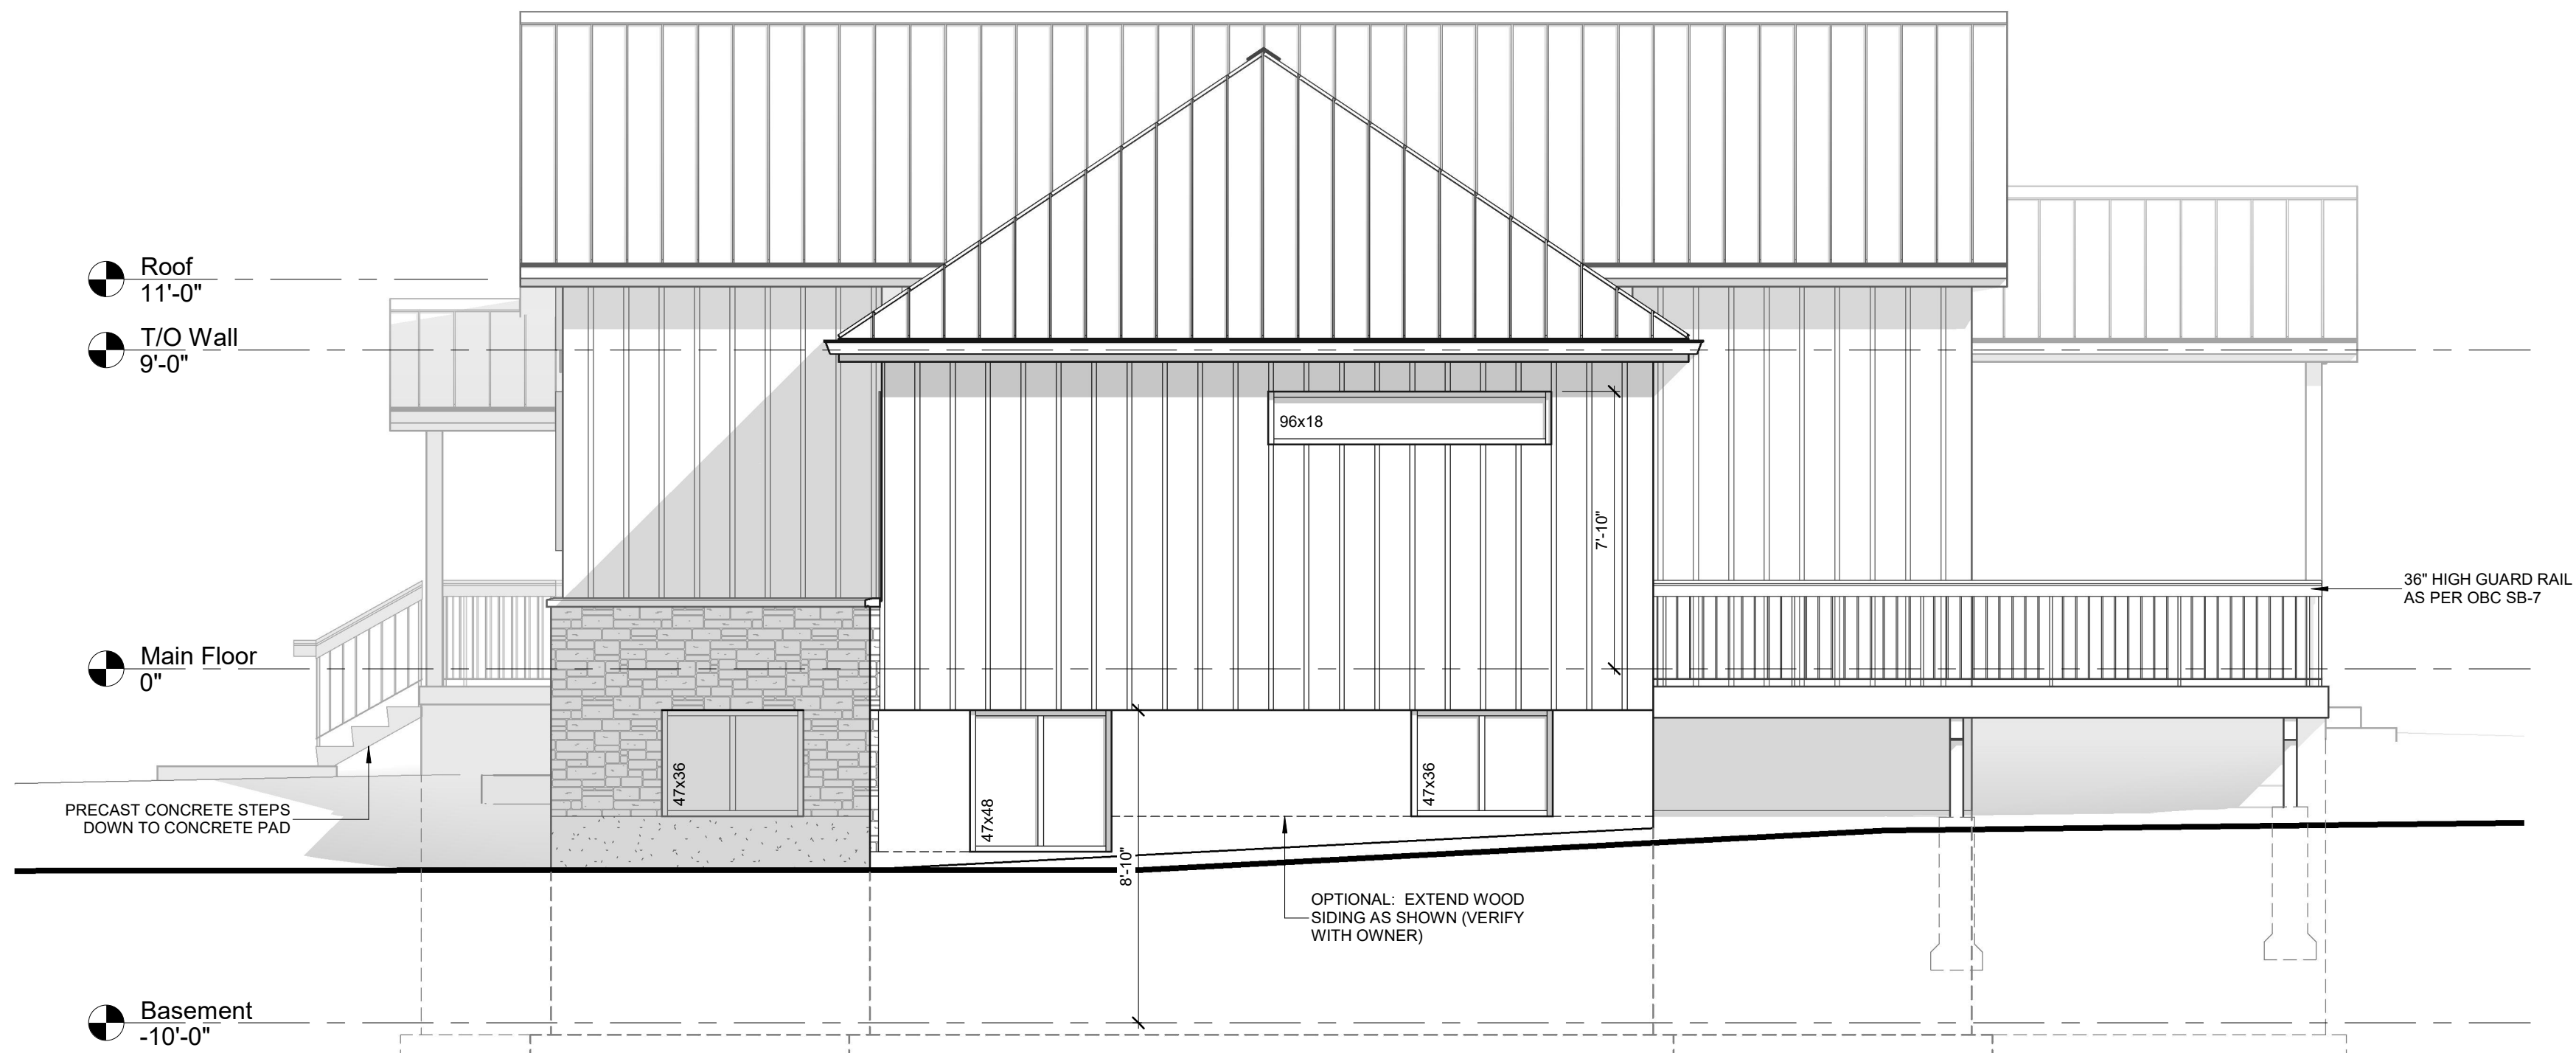 Roof
11'-0"
T/O Wall
9'-0"
96x18
7'-10"
36" HIGH GUARD RAIL
AS PER OBC SB-7
Main Floor
0"
47x36
47x48
47x36
PRECAST CONCRETE STEPS
DOWN TO CONCRETE PAD
8'-10"
OPTIONAL: EXTEND WOOD
SIDING AS SHOWN (VERIFY
WITH OWNER)
Basement
-10'-0"